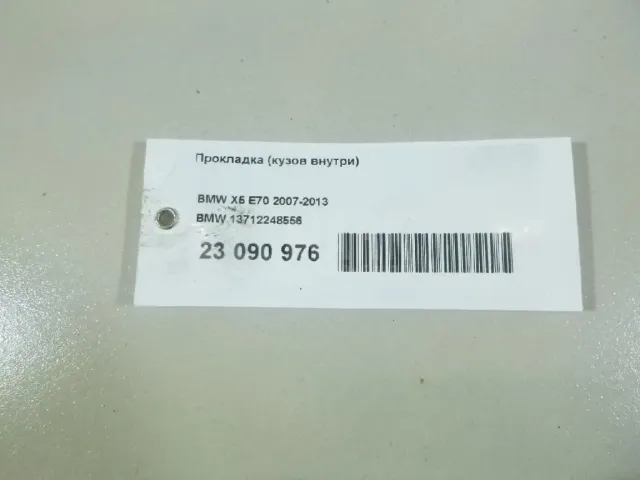 Прокладка (кузов внутри)
BMW X5 E70 2007-2013
BMW 13712248556
23 090 976